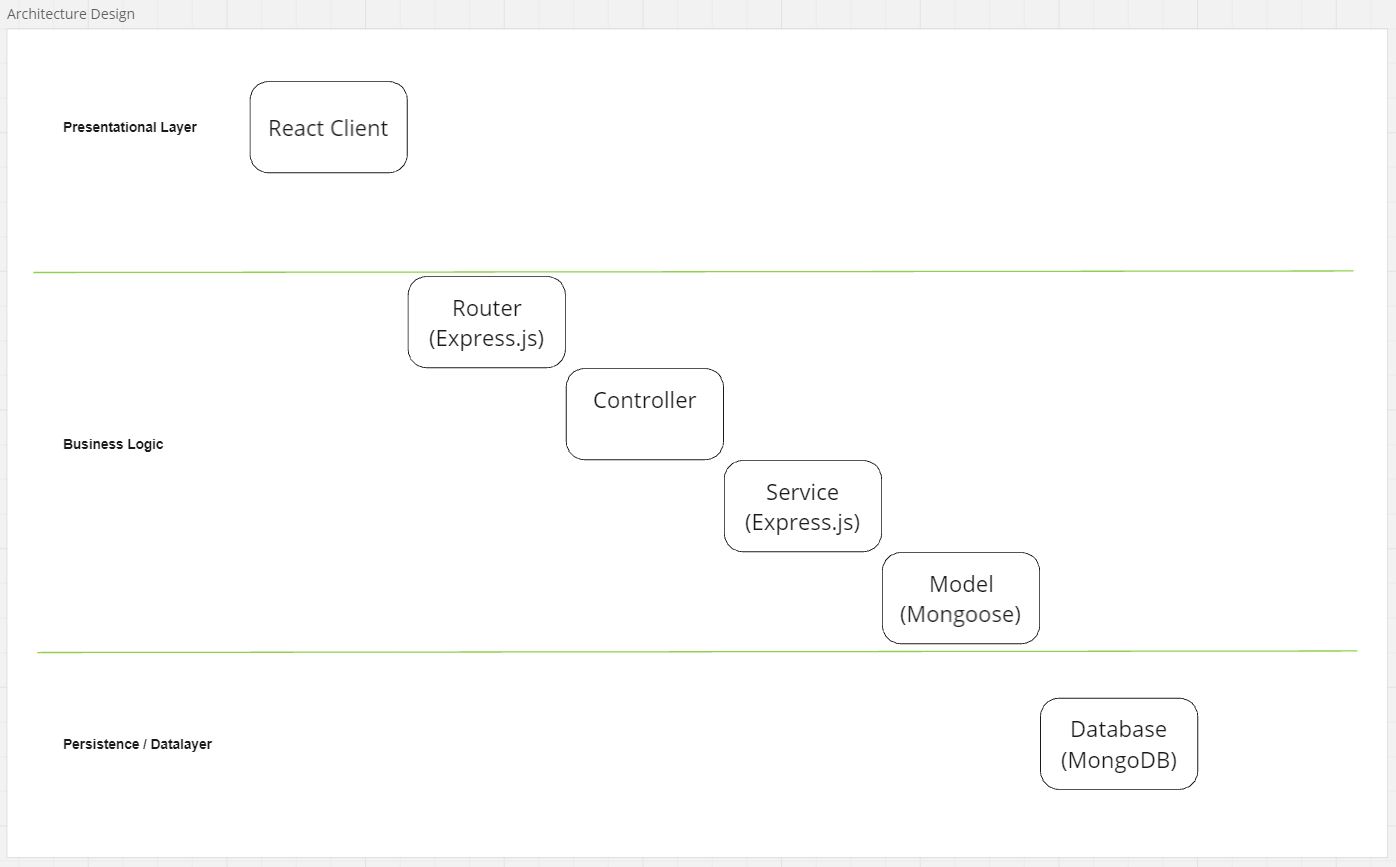 Architecture Design
Presentational Layer
React Client
Router
(Express.js)
Controller
Business Logic
Service
(Express.js)
Model
(Mongoose)
Persistence / Datalayer
Database
(MongoDB)